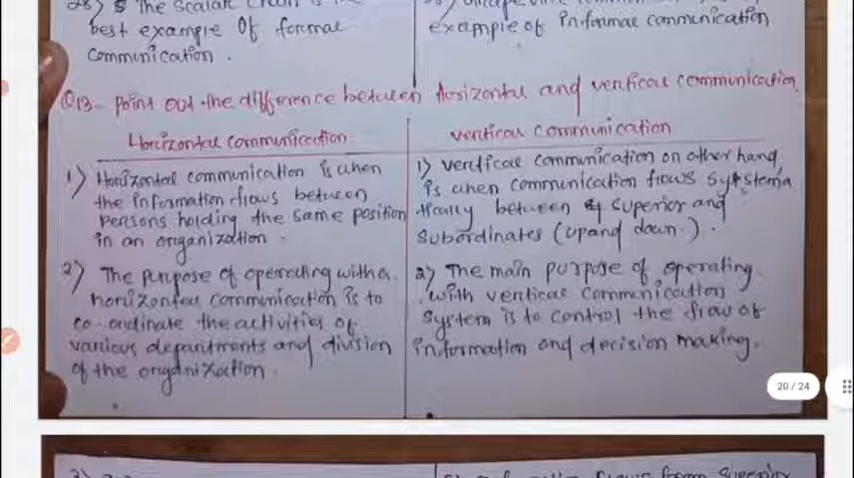 best example of formal
communication.
example of informal communication
Q13- Point out the difference between Horizontal and vertical communication.
Horizontal communication
vertical communication
1) Horizontal communication is when
the information flows between
persons holding the same position
in an organization.
1) vertical communication on other hand,
is when communication flows systema
tically between superior and
subordinates (up and down.).
2) The purpose of operating with a
horizontal communication is to
co-ordinate the activities of
various departments and division
of the organization.
2) The main purpose of operating
with vertical communication
system is to control the flow of
information and decision making.
20 / 24